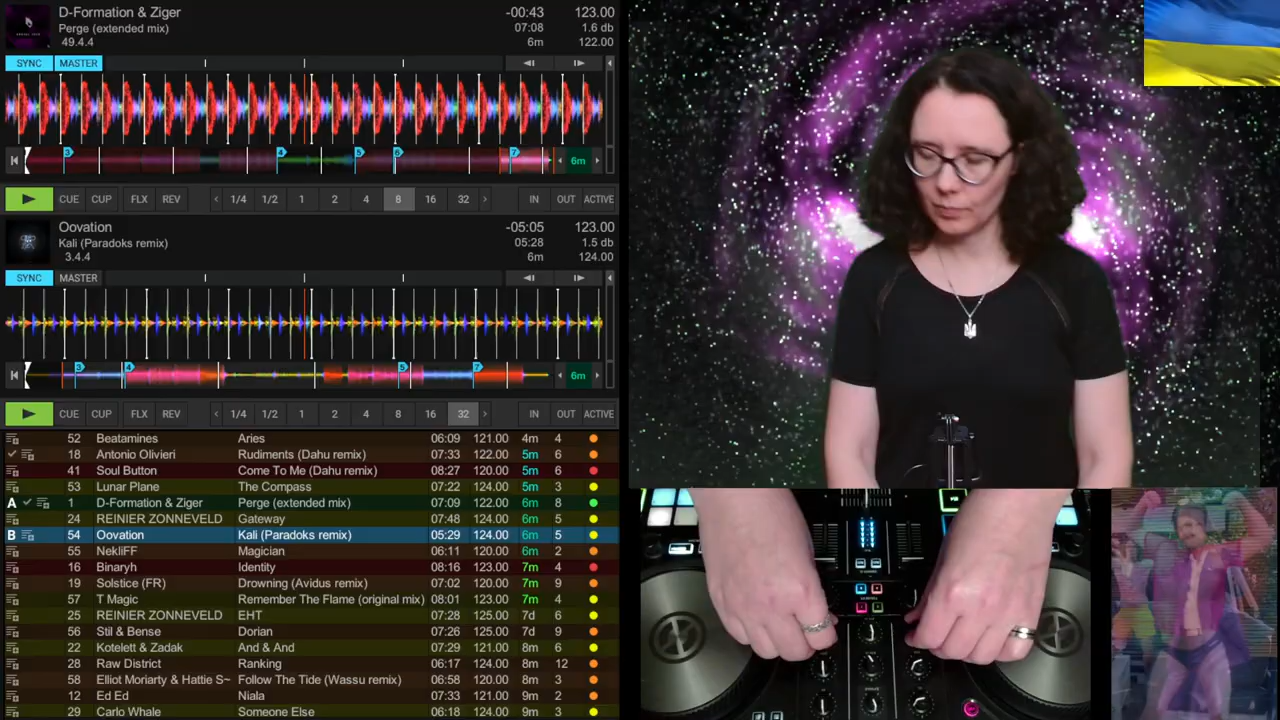 D-Formation & Ziger -00:43 123.00
Perge (extended mix) 07:08 1.6 db
49.4.4 6m 122.00
SYNC MASTER
3 4 5 6 7 6m
CUE CUP FLX REV < 1/4 1/2 1 2 4 8 16 32 > IN OUT ACTIVE
Oovation -05:05 123.00
Kali (Paradoks remix) 05:28 1.5 db
3.4.4 6m 124.00
SYNC MASTER
3 4 5 7 6m
CUE CUP FLX REV < 1/4 1/2 1 2 4 8 16 32 > IN OUT ACTIVE
52 Beatamines Aries 06:09 121.00 4m 4
18 Antonio Olivieri Rudiments (Dahu remix) 07:33 122.00 5m 6
41 Soul Button Come To Me (Dahu remix) 08:27 120.00 5m 6
53 Lunar Plane The Compass 07:22 124.00 5m 3
A 1 D-Formation & Ziger Perge (extended mix) 07:09 122.00 6m 8
24 REINIER ZONNEVELD Gateway 07:48 124.00 6m 5
B 54 Oovation Kali (Paradoks remix) 05:29 124.00 6m 5
55 NekliFF Magician 06:11 120.00 6m 2
16 Binaryh Identity 08:16 123.00 7m 4
19 Solstice (FR) Drowning (Avidus remix) 07:02 120.00 7m 9
57 T Magic Remember The Flame (original mix) 08:01 123.00 7m 4
25 REINIER ZONNEVELD EHT 07:28 125.00 7d 6
56 Stil & Bense Dorian 07:26 125.00 7d 9
22 Kotelett & Zadak And & And 07:29 121.00 8m 6
28 Raw District Ranking 06:17 124.00 8m 12
58 Elliot Moriarty & Hattie S~ Follow The Tide (Wassu remix) 06:58 120.00 8m 3
12 Ed Ed Niala 07:33 121.00 9m 2
29 Carlo Whale Someone Else 06:18 124.00 9m 3